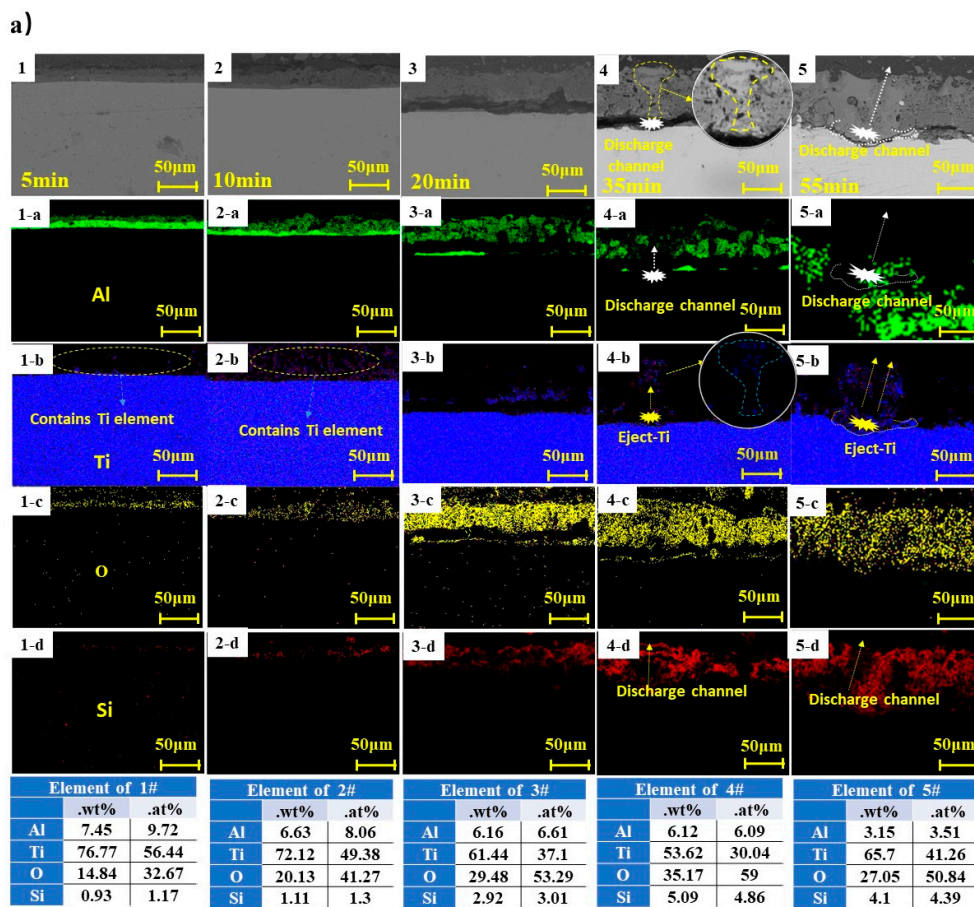 a)
1
2
3
4
5
Discharge channel
Discharge
channel
5min
10min
20min
35min
55min
50μm
50μm
50μm
50μm
50μm
1-a
2-a
3-a
4-a
5-a
Al
Discharge channel
Discharge channel
50μm
50μm
50μm
50μm
50μm
1-b
2-b
3-b
4-b
5-b
Contains Ti element
Contains Ti element
Eject-Ti
Eject-Ti
Ti
50μm
50μm
50μm
50μm
50μm
1-c
2-c
3-c
4-c
5-c
O
50μm
50μm
50μm
50μm
50μm
1-d
2-d
3-d
4-d
5-d
Si
Discharge channel
Discharge channel
50μm
50μm
50μm
50μm
50μm
Element of 1#
.wt% .at%
Al 7.45 9.72
Ti 76.77 56.44
O 14.84 32.67
Si 0.93 1.17
Element of 2#
.wt% .at%
Al 6.63 8.06
Ti 72.12 49.38
O 20.13 41.27
Si 1.11 1.3
Element of 3#
.wt% .at%
Al 6.16 6.61
Ti 61.44 37.1
O 29.48 53.29
Si 2.92 3.01
Element of 4#
.wt% .at%
Al 6.12 6.09
Ti 53.62 30.04
O 35.17 59
Si 5.09 4.86
Element of 5#
.wt% .at%
Al 3.15 3.51
Ti 65.7 41.26
O 27.05 50.84
Si 4.1 4.39